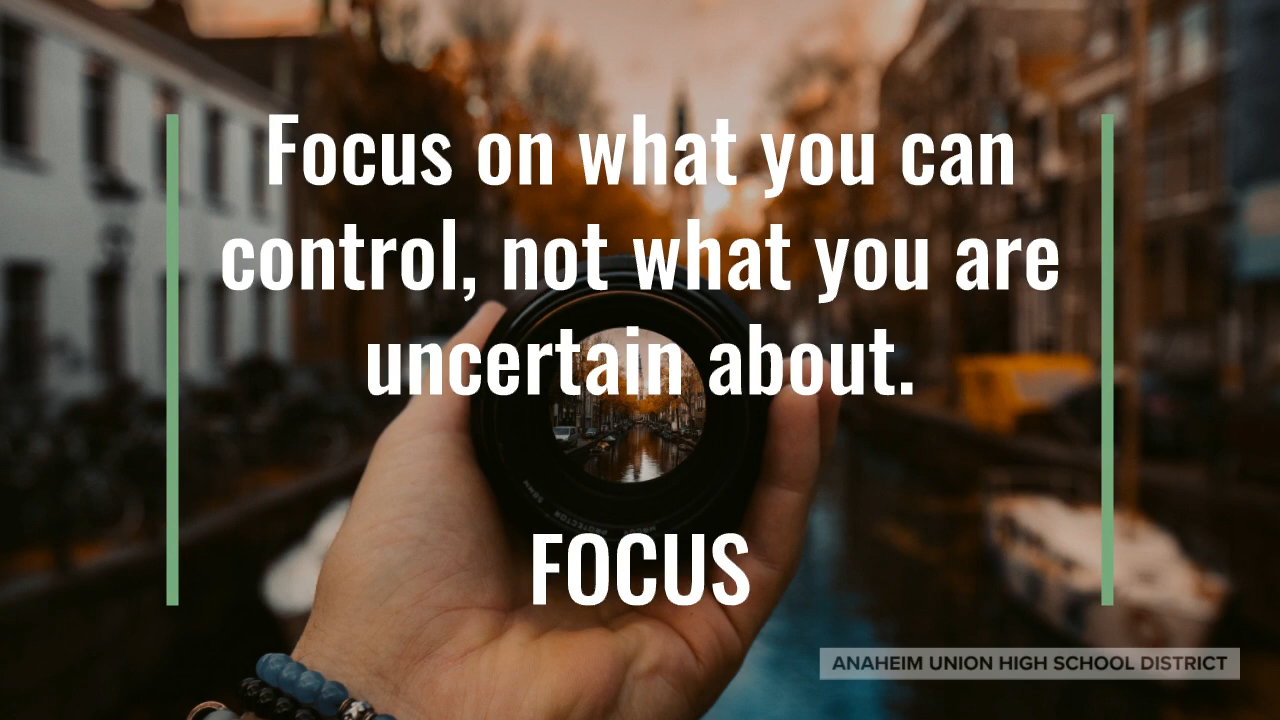 Focus on what you can
control, not what you are
uncertain about.
FOCUS
ANAHEIM UNION HIGH SCHOOL DISTRICT